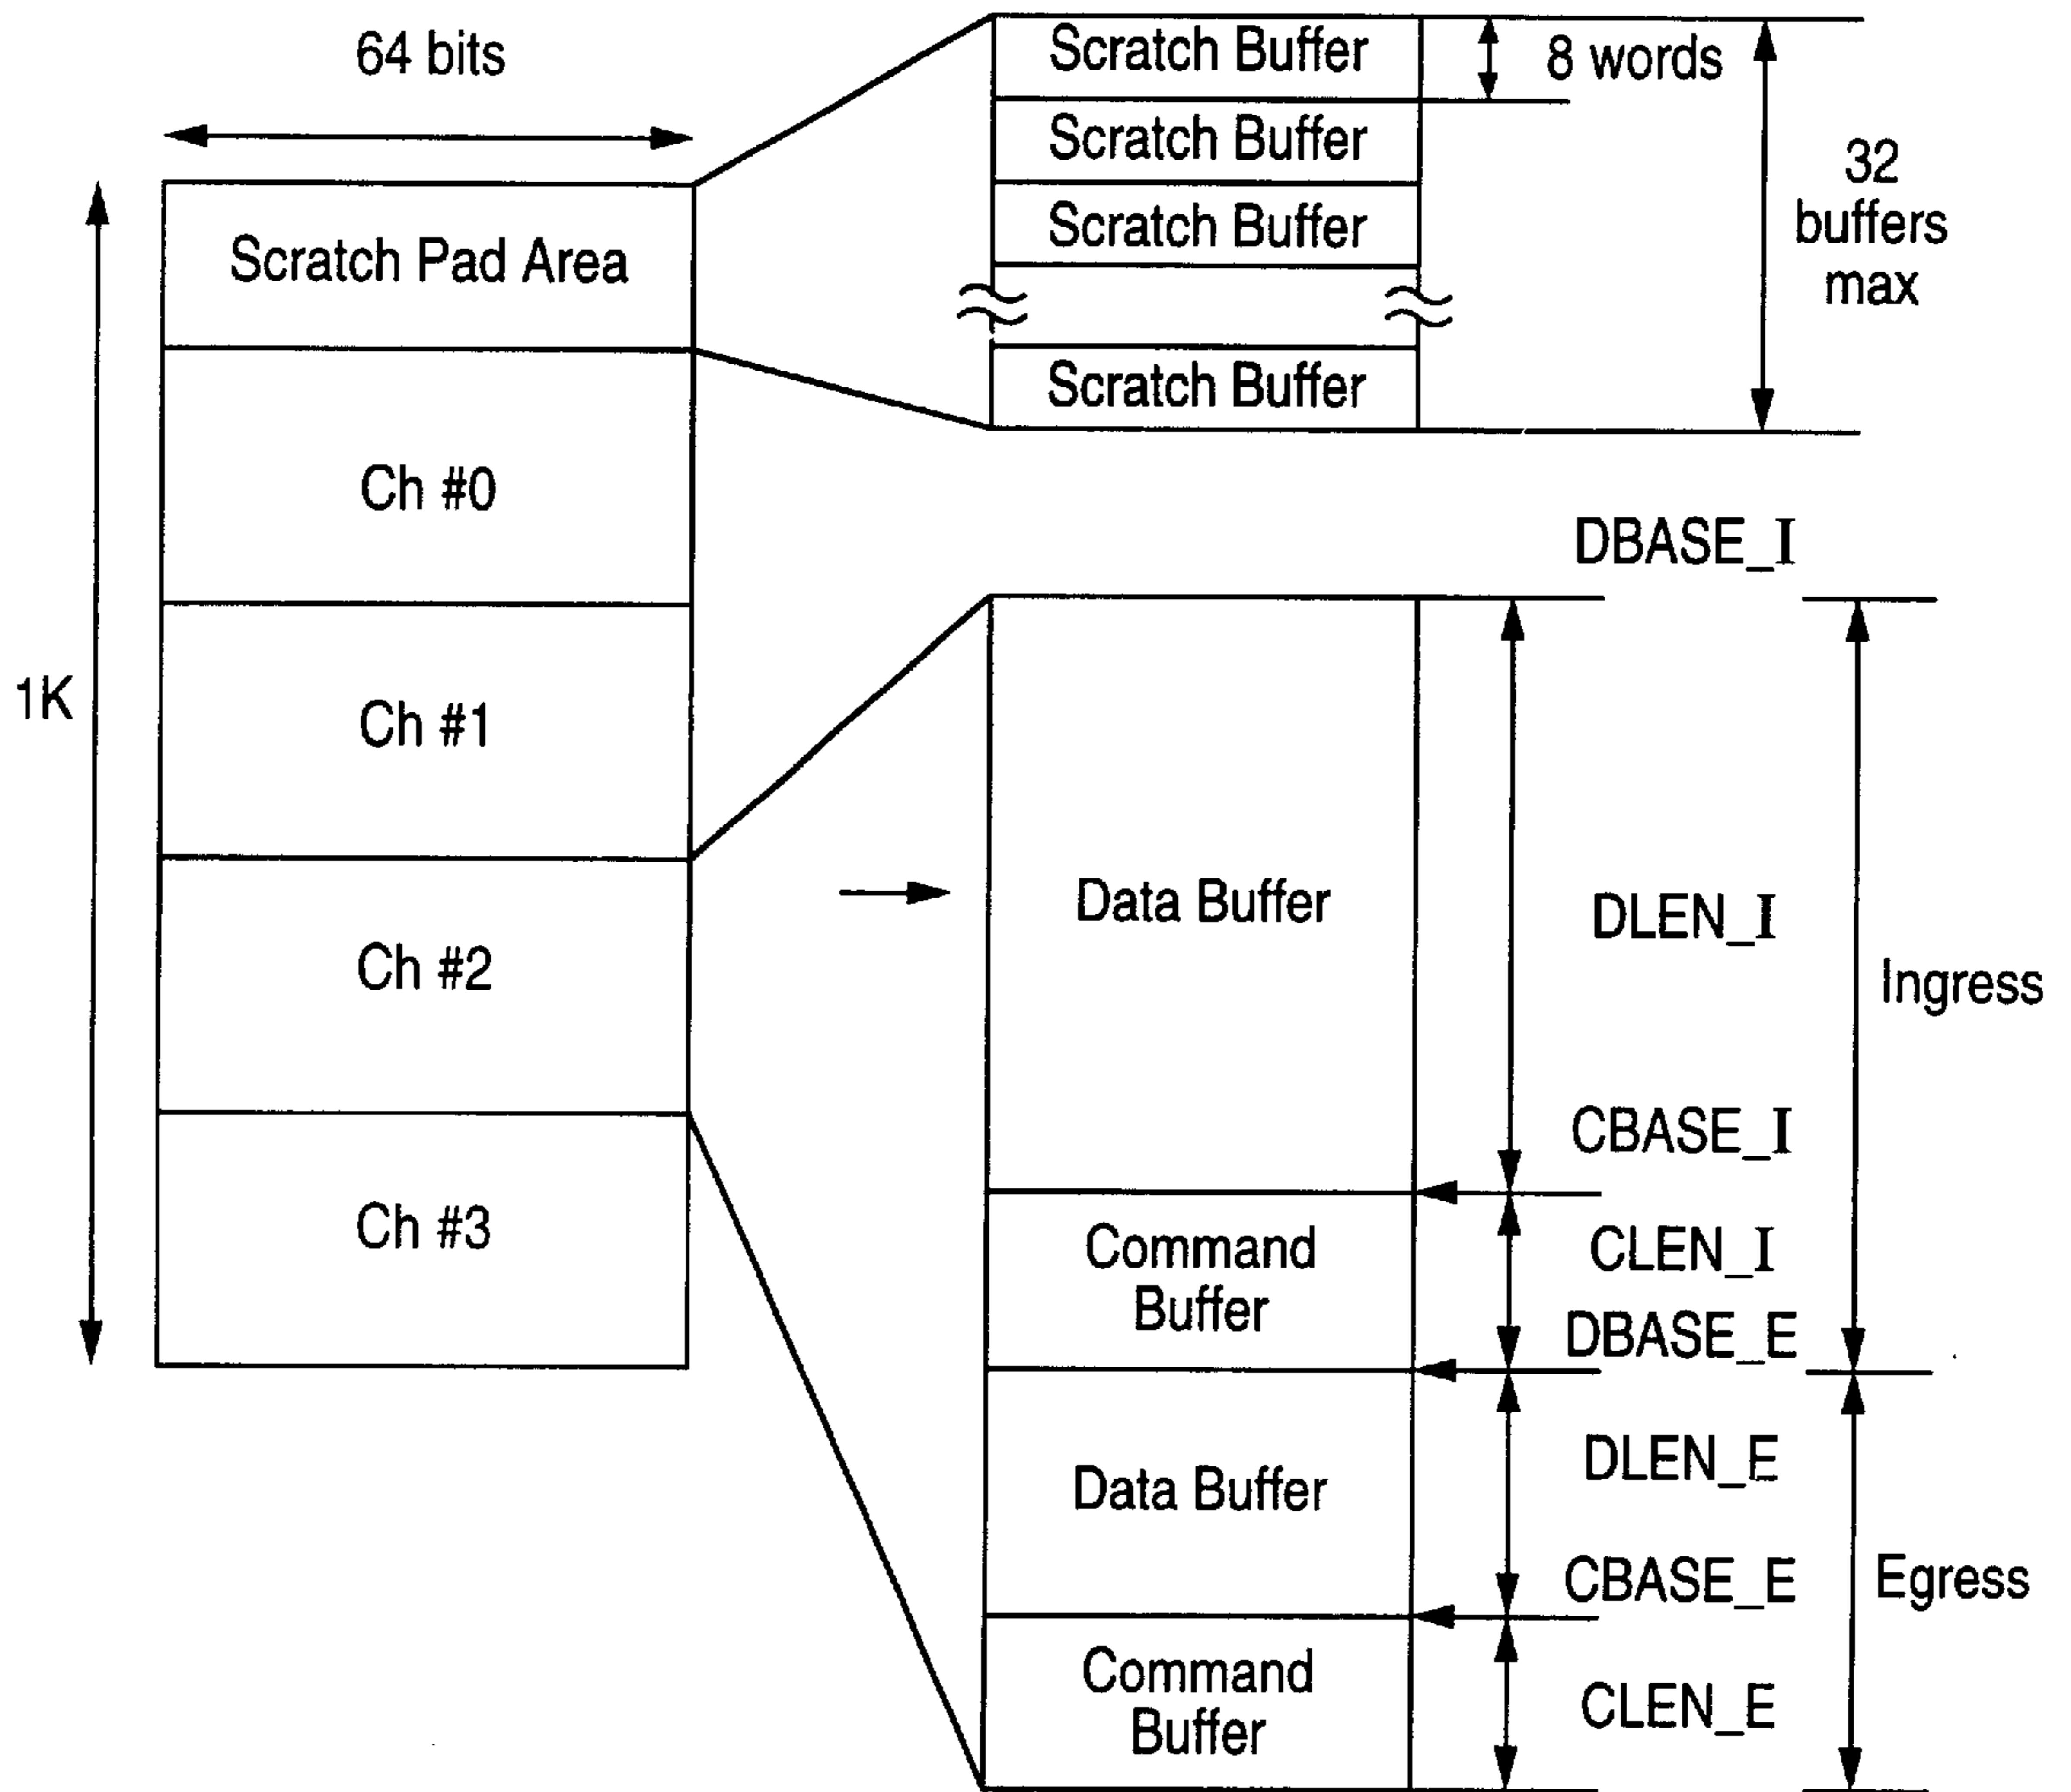 64 bits
1K
Scratch Pad Area
Ch #0
Ch #1
Ch #2
Ch #3
Scratch Buffer
Scratch Buffer
Scratch Buffer
Scratch Buffer
8 words
32
buffers
max
DBASE_I
Data Buffer
DLEN_I
Ingress
CBASE_I
Command
Buffer
CLEN_I
DBASE_E
Data Buffer
DLEN_E
CBASE_E
Egress
Command
Buffer
CLEN_E